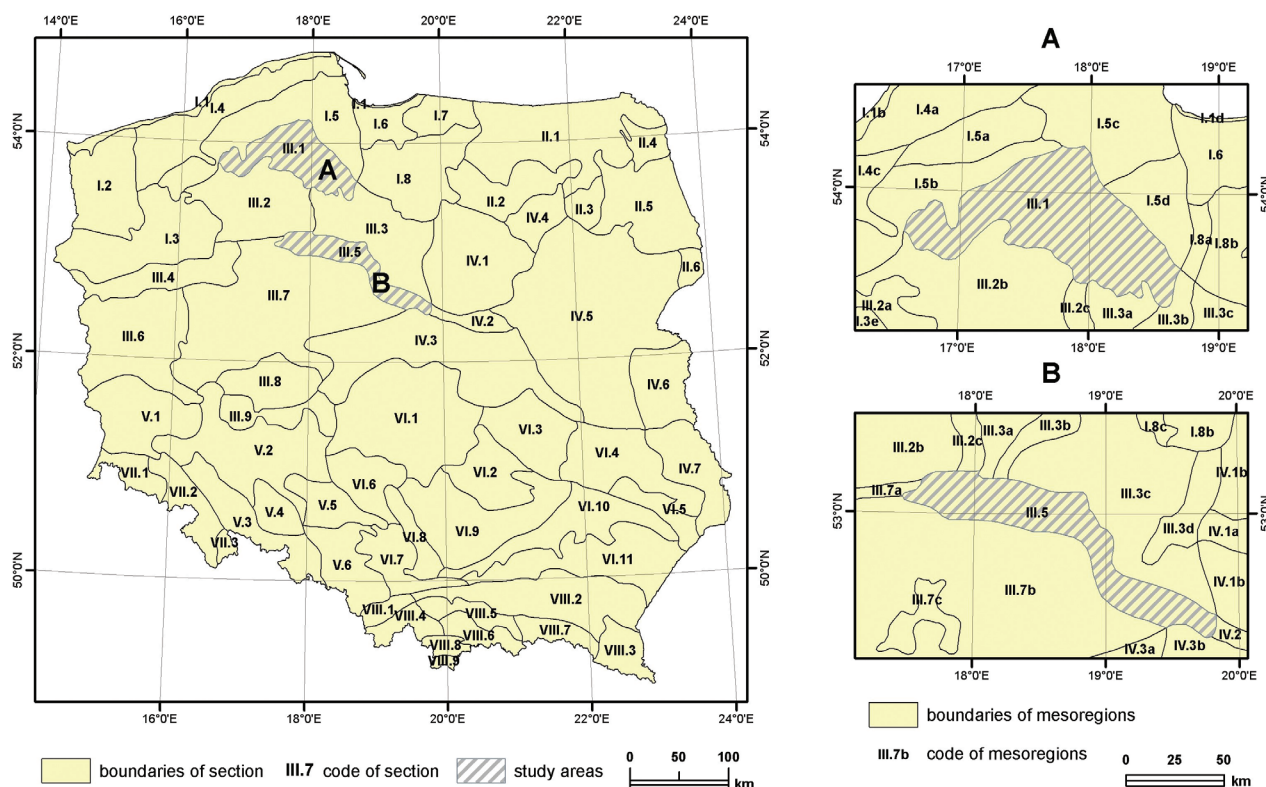 14°0'E 16°0'E 18°0'E 20°0'E 22°0'E 24°0'E
54°0'N
52°0'N
50°0'N
54°0'N
52°0'N
50°0'N
I.1
I.4
I.1
I.5
I.6
I.7
II.1
II.4
III.1
A
I.2
I.8
II.2
IV.4
II.3
II.5
III.2
III.3
I.3
III.5
IV.1
II.6
III.4
B
III.7
IV.2
IV.5
III.6
IV.3
IV.6
III.8
V.1
III.9
VI.1
VI.3
V.2
VI.4
VII.1
VII.2
VI.6
VI.2
IV.7
V.5
V.4
V.3
VI.10
VI.5
VII.3
VI.8
VI.9
VI.7
V.6
VI.11
VIII.1
VIII.4
VIII.5
VIII.2
VIII.6
VIII.7
VIII.8
VIII.3
VIII.9
16°0'E 18°0'E 20°0'E 22°0'E 24°0'E
boundaries of section
III.7 code of section
study areas
0 50 100
km
A
17°0'E 18°0'E 19°0'E
54°0'N
54°0'N
I.1b
I.4a
I.5c
I.1d
I.5a
I.6
I.4c
I.5b
III.1
I.5d
I.8a
I.8b
III.2b
III.2a
III.2c
III.3a
III.3b
III.3c
I.3e
17°0'E 18°0'E 19°0'E
B
18°0'E 19°0'E 20°0'E
53°0'N
53°0'N
III.2b
III.2c
III.3a
III.3b
I.8c
I.8b
IV.1b
III.7a
III.3c
III.5
III.3d
IV.1a
IV.1b
III.7b
III.7c
IV.2
IV.3a
IV.3b
18°0'E 19°0'E 20°0'E
boundaries of mesoregions
III.7b code of mesoregions
0 25 50
km